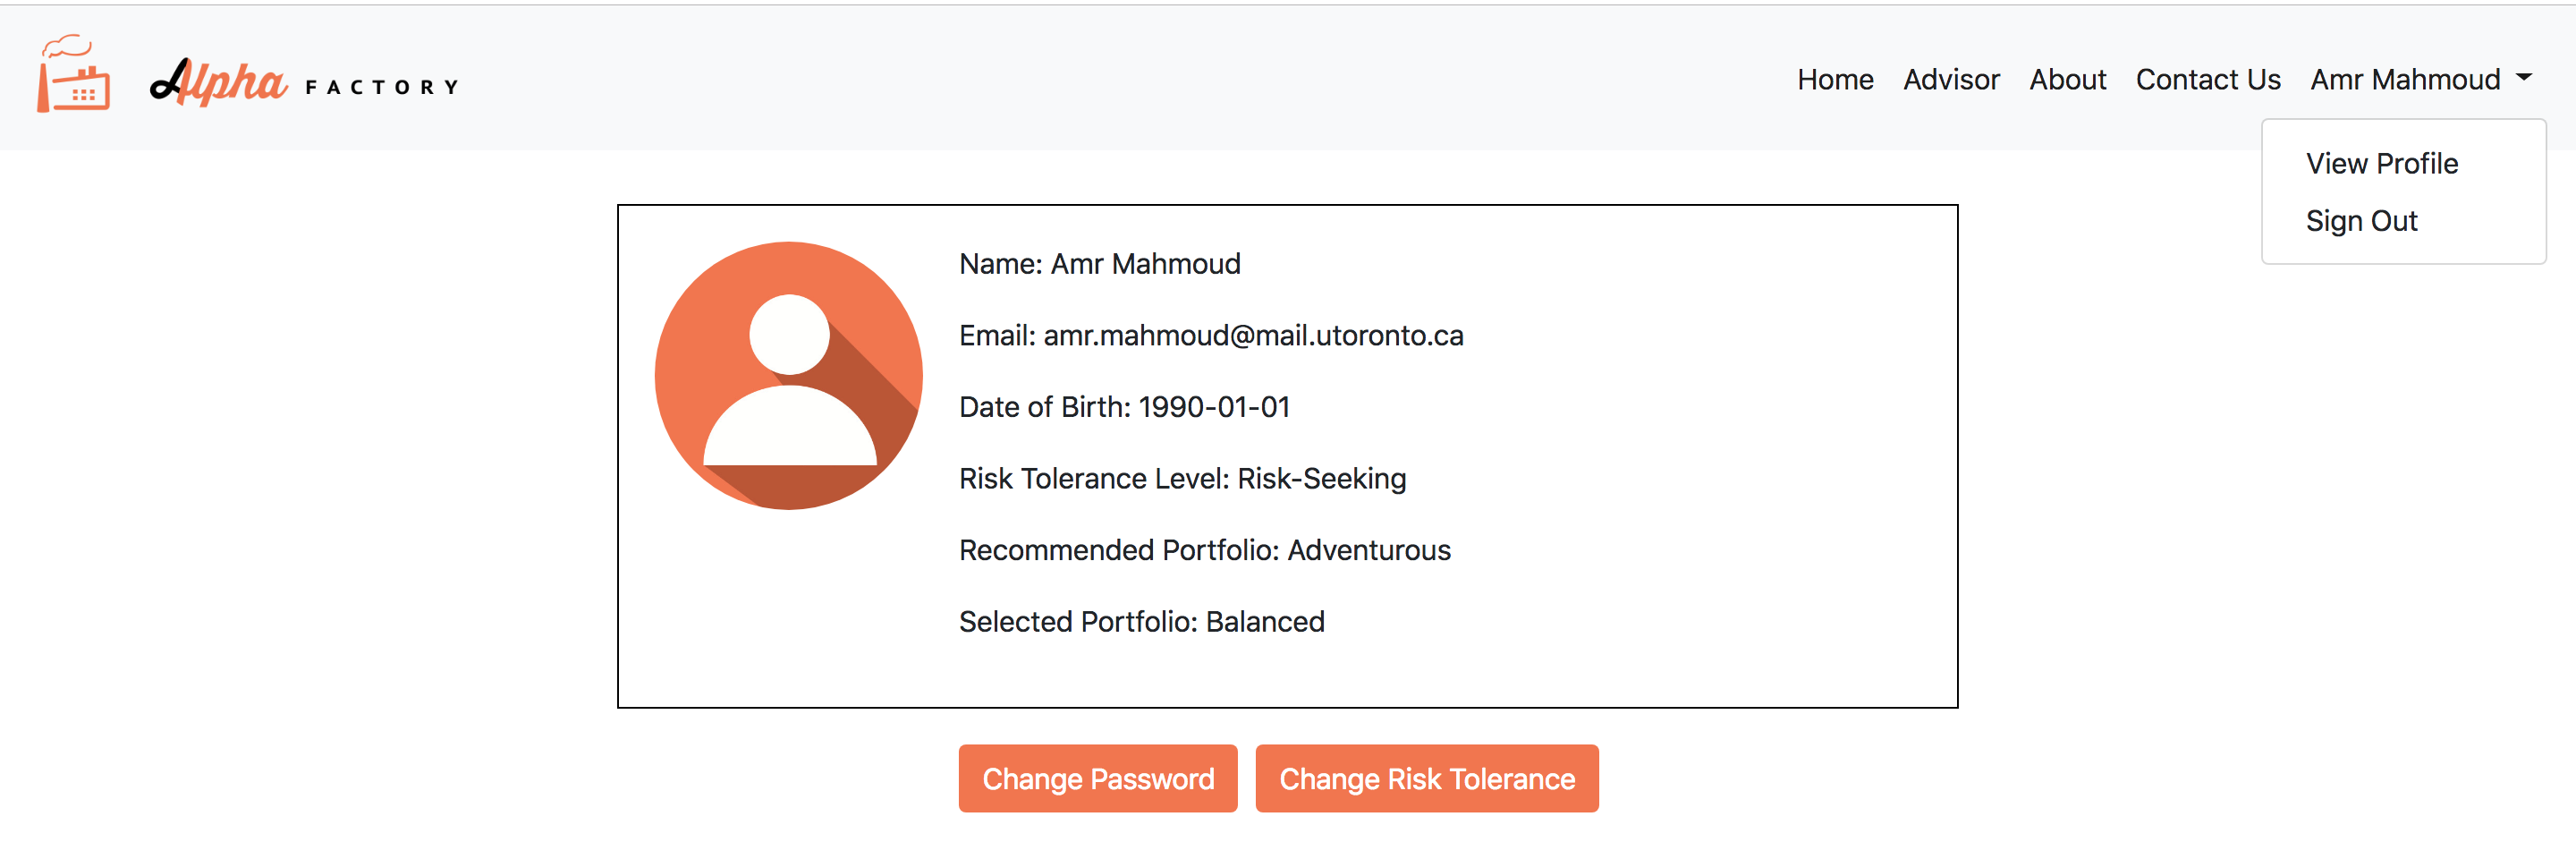 Alpha FACTORY
Home Advisor About Contact Us Amr Mahmoud
View Profile
Sign Out
Name: Amr Mahmoud
Email: amr.mahmoud@mail.utoronto.ca
Date of Birth: 1990-01-01
Risk Tolerance Level: Risk-Seeking
Recommended Portfolio: Adventurous
Selected Portfolio: Balanced
Change Password Change Risk Tolerance